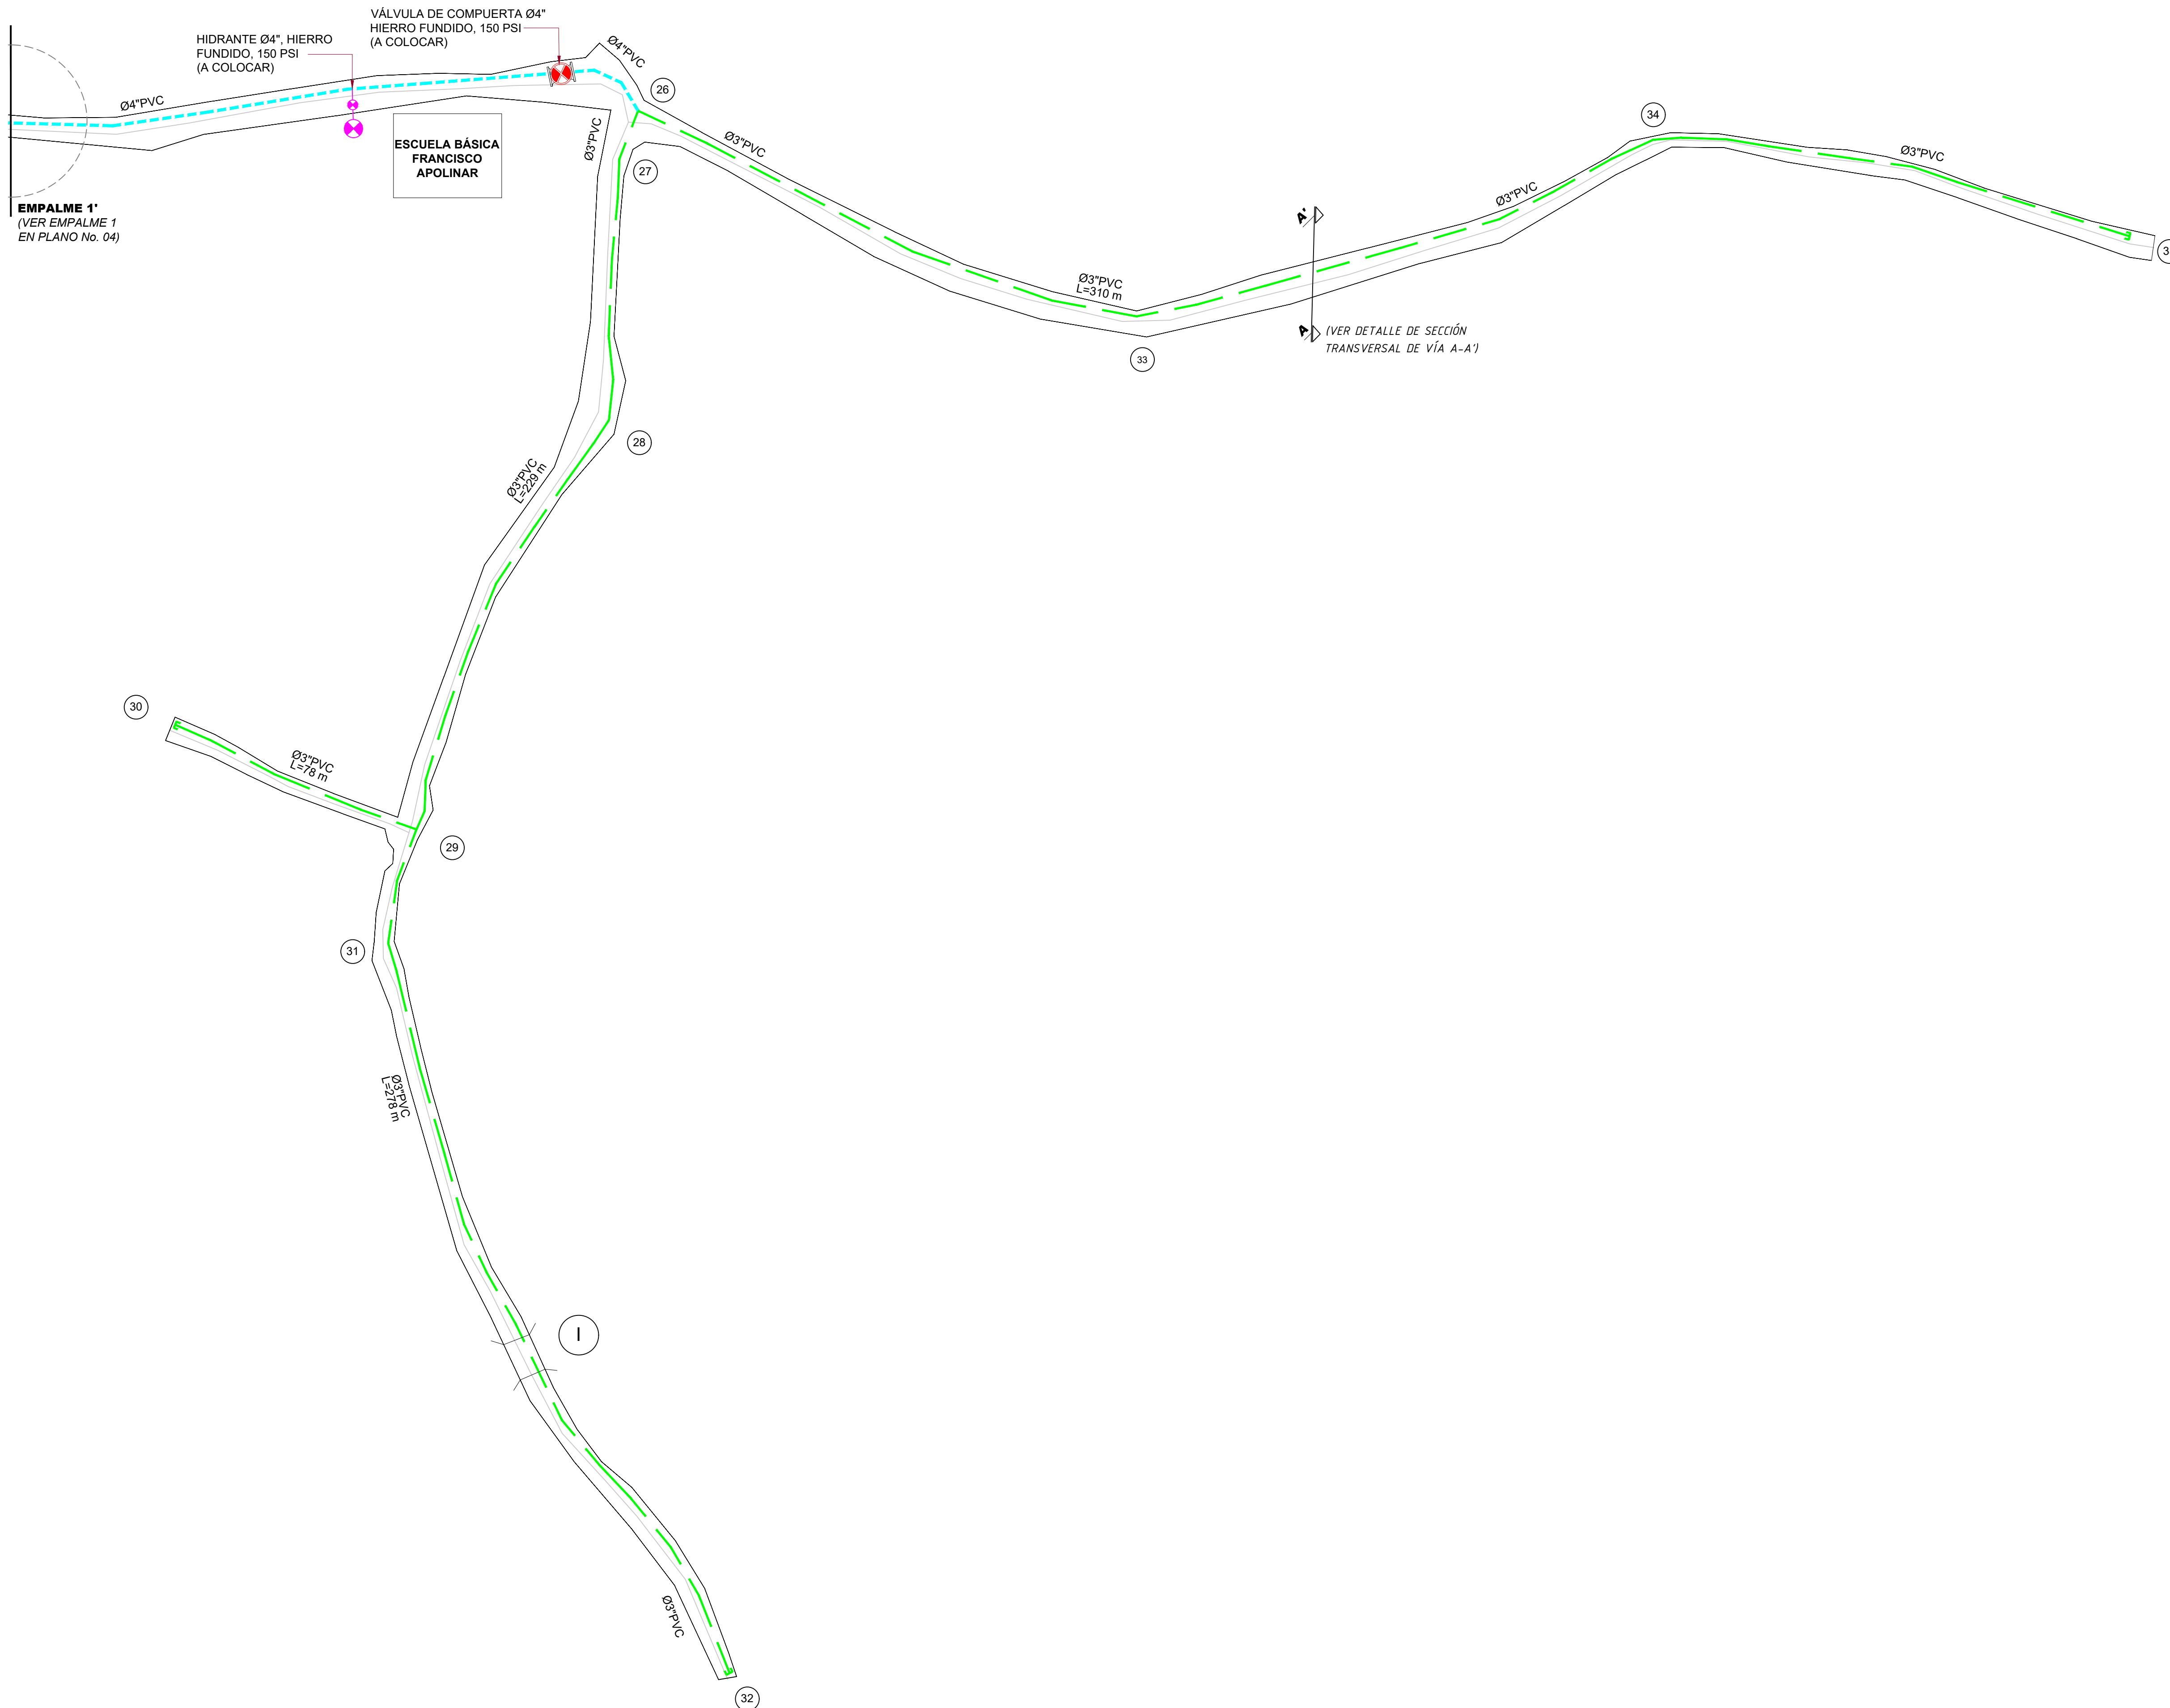 VÁLVULA DE COMPUERTA Ø4"
HIERRO FUNDIDO, 150 PSI
(A COLOCAR)
HIDRANTE Ø4", HIERRO
FUNDIDO, 150 PSI
(A COLOCAR)
Ø4"PVC
Ø4"PVC
26
ESCUELA BÁSICA
FRANCISCO
APOLINAR
Ø3"PVC
27
Ø3"PVC
34
Ø3"PVC
Ø3"PVC
EMPALME 1'
(VER EMPALME 1
EN PLANO No. 04)
A'
Ø3"PVC
L=310 m
A
(VER DETALLE DE SECCIÓN
TRANSVERSAL DE VÍA A-A')
33
28
Ø3"PVC
L=229 m
30
Ø3"PVC
L=78 m
29
31
Ø3"PVC
L=278 m
I
Ø3"PVC
32